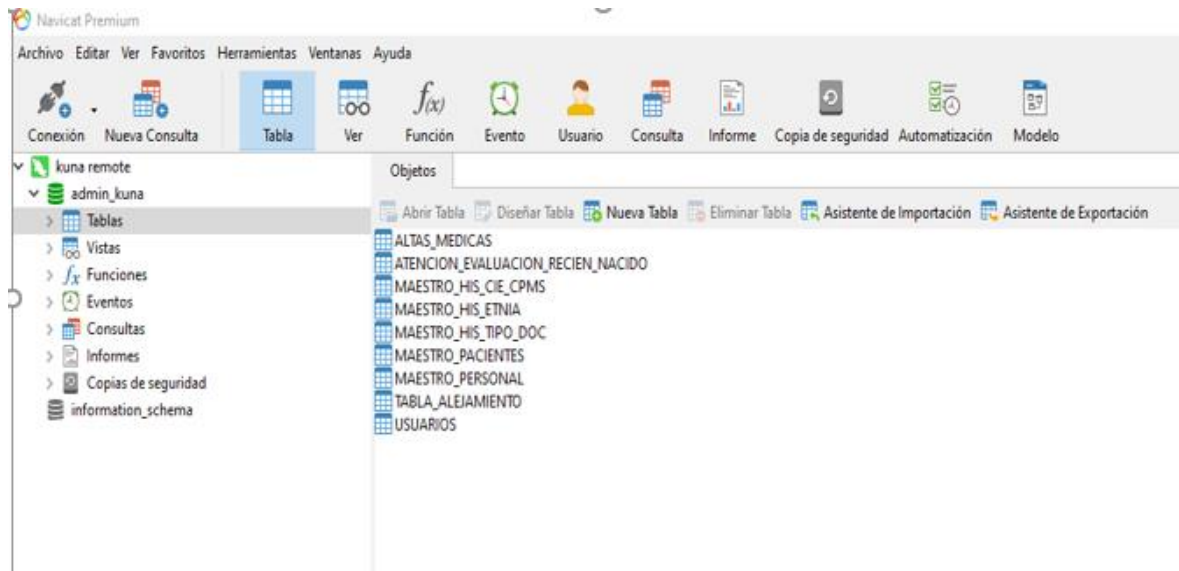 Navicat Premium
Archivo Editar Ver Favoritos Herramientas Ventanas Ayuda
Conexión Nueva Consulta Tabla Ver Función Evento Usuario Consulta Informe Copia de seguridad Automatización Modelo
kuna remote
admin_kuna
Tablas
Vistas
Funciones
Eventos
Consultas
Informes
Copias de seguridad
information_schema
Objetos
Abrir Tabla Diseñar Tabla Nueva Tabla Eliminar Tabla Asistente de Importación Asistente de Exportación
ALTAS_MEDICAS
ATENCION_EVALUACION_RECIEN_NACIDO
MAESTRO_HIS_CIE_CPMS
MAESTRO_HIS_ETNIA
MAESTRO_HIS_TIPO_DOC
MAESTRO_PACIENTES
MAESTRO_PERSONAL
TABLA_ALEJAMIENTO
USUARIOS